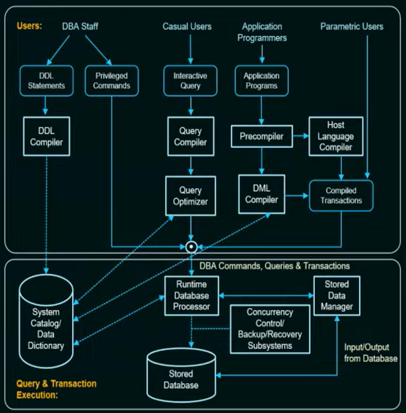 Users: DBA Staff Casual Users Application Programmers Parametric Users
DDL Statements
Privileged Commands
Interactive Query
Application Programs
DDL Compiler
Query Compiler
Precompiler
Host Language Compiler
Query Optimizer
DML Compiler
Compiled Transactions
DBA Commands, Queries & Transactions
System Catalog/ Data Dictionary
Runtime Database Processor
Stored Data Manager
Concurrency Control/ Backup/Recovery Subsystems
Stored Database
Input/Output from Database
Query & Transaction Execution: